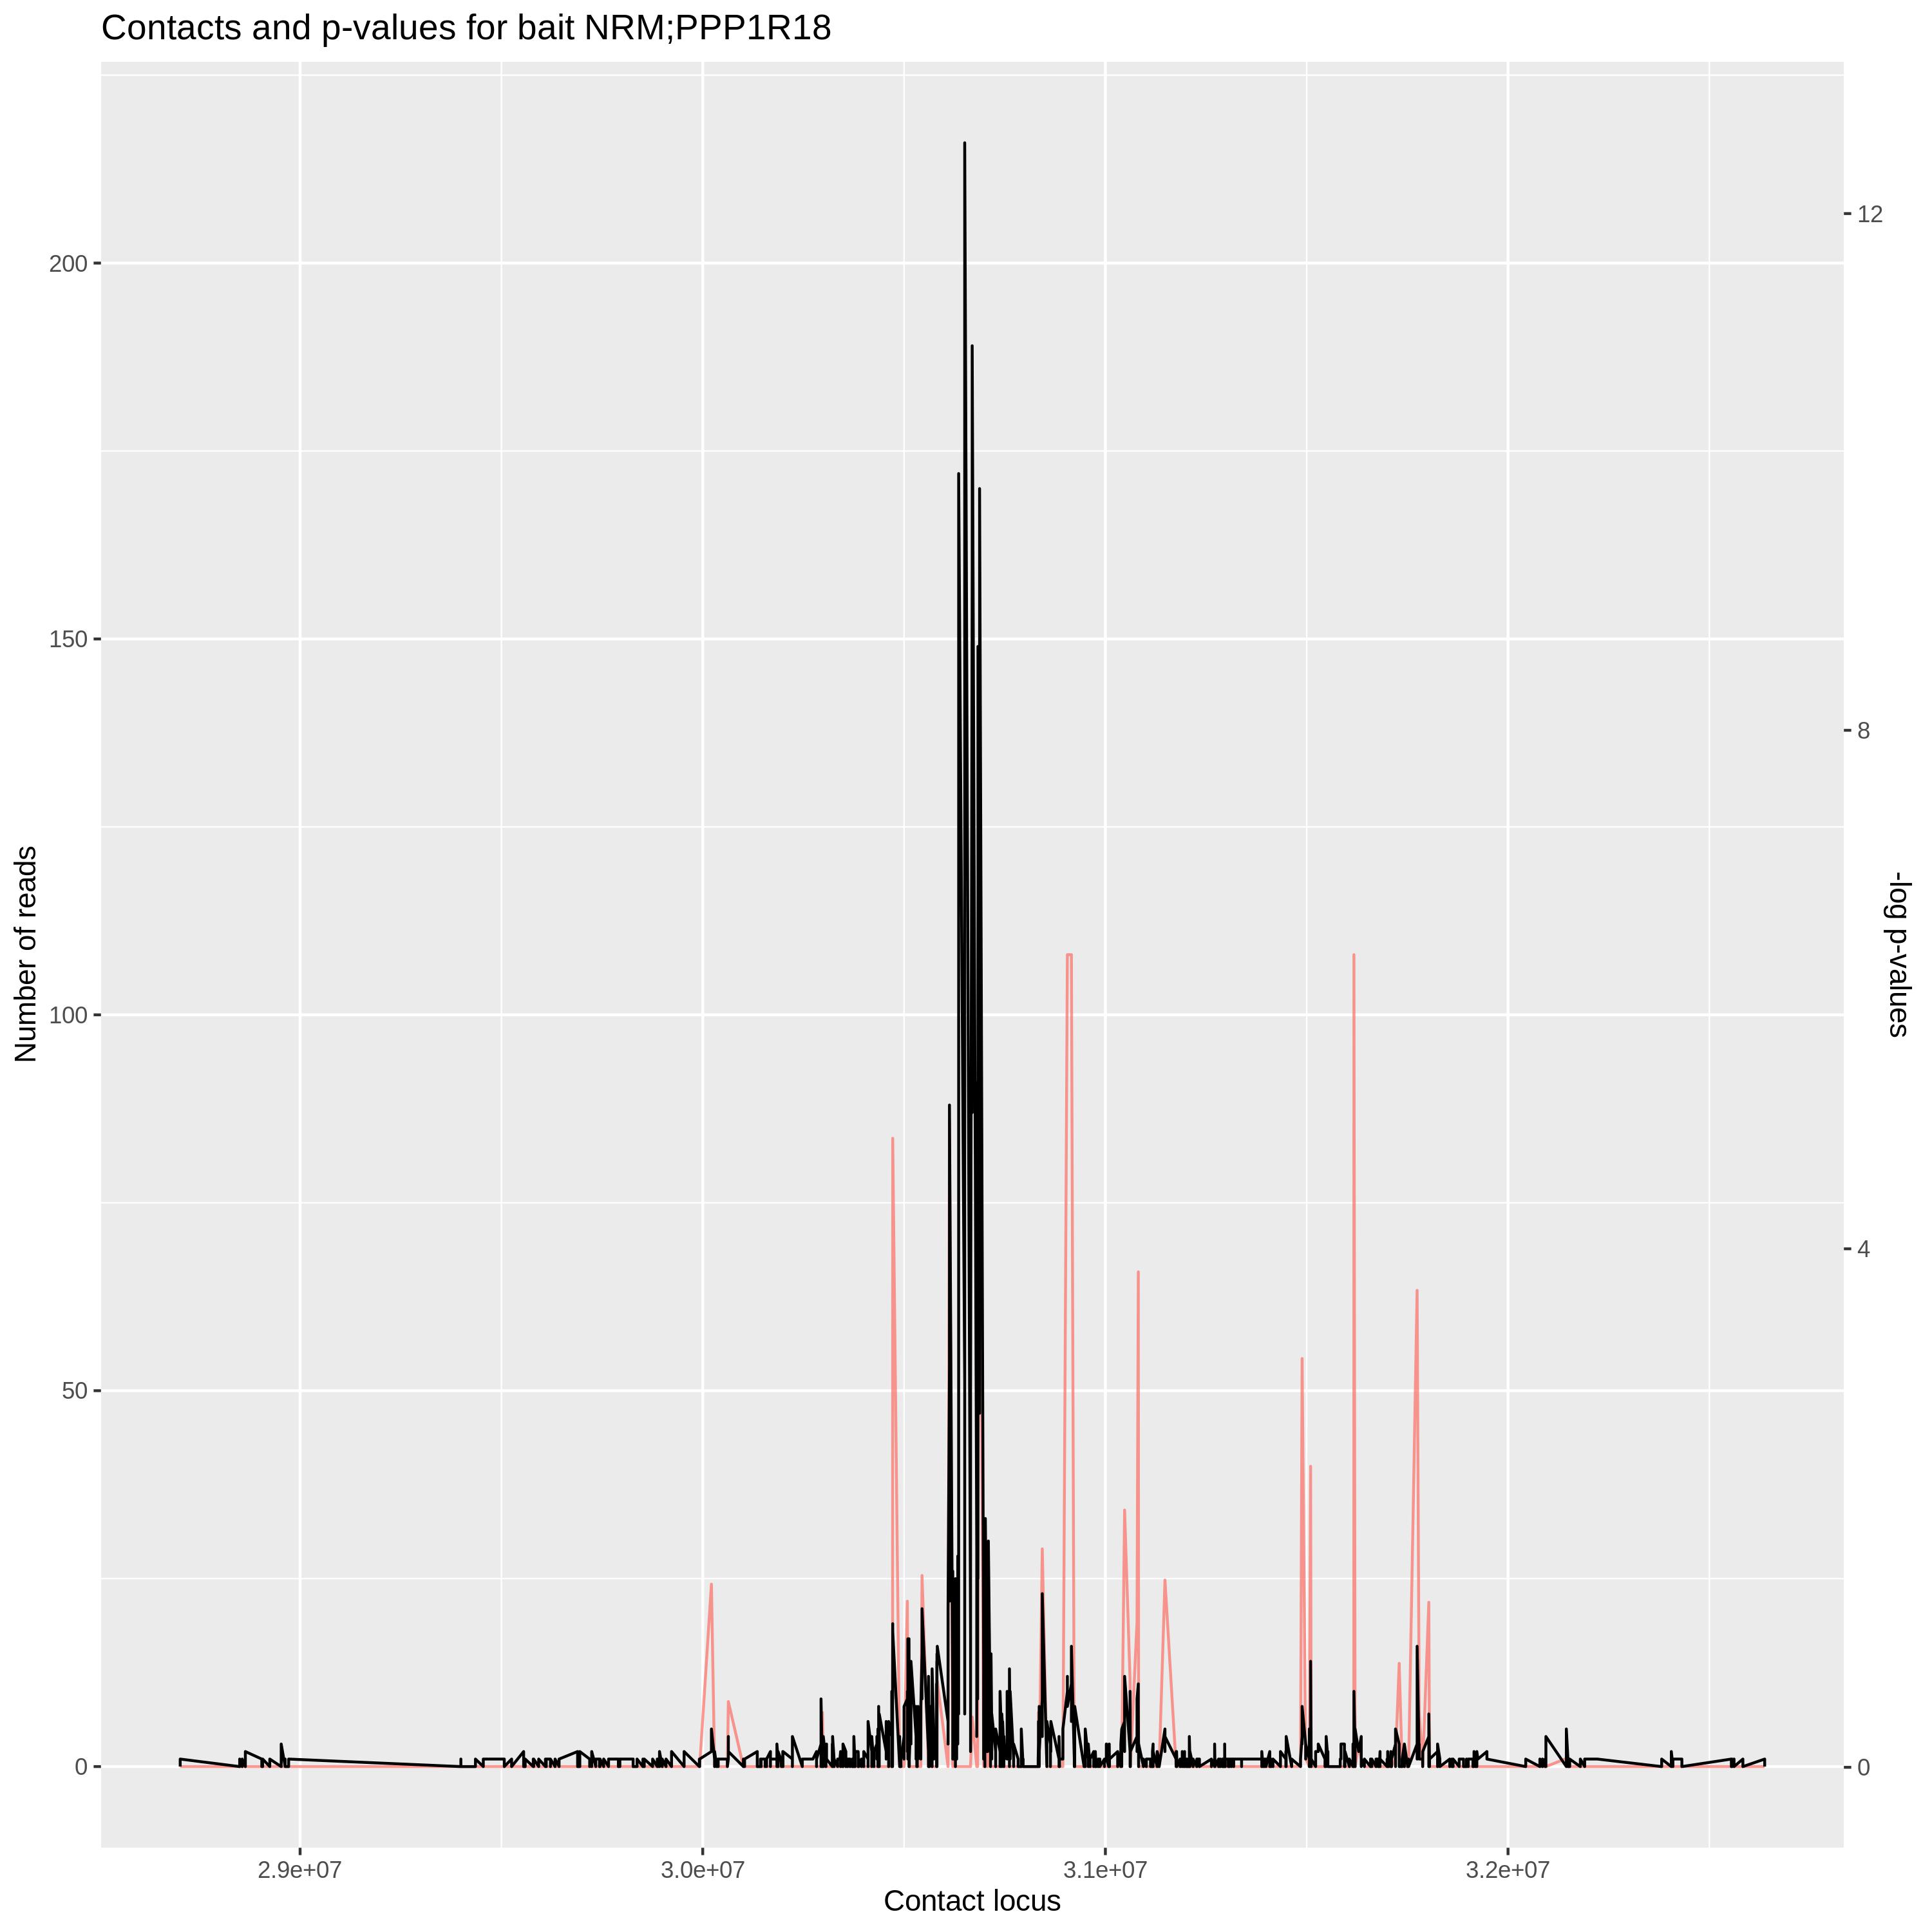 Contacts and p-values for bait NRM;PPP1R18
Number of reads
200
150
100
50
0
12
8
4
0
-log p-values
2.9e+07
3.0e+07
3.1e+07
3.2e+07
Contact locus